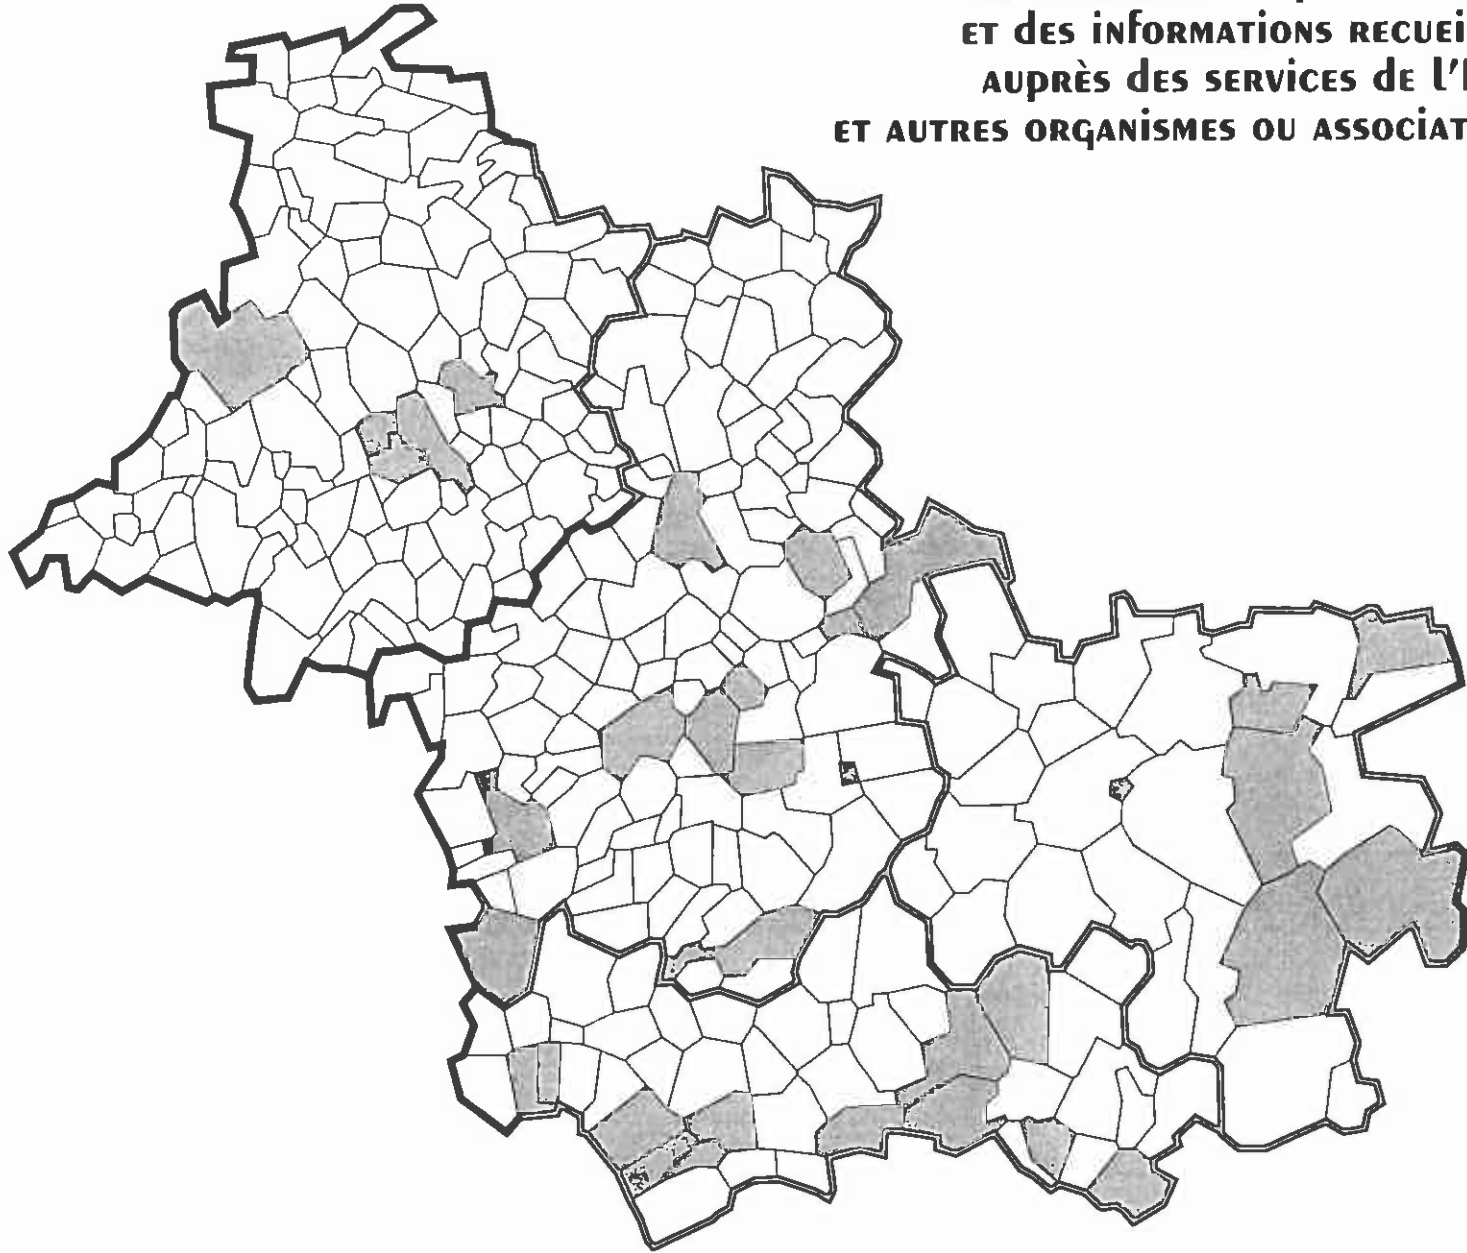 ET des INFORMATIONS RECUEI
AUPRÈS des SERVICES de l'
ET AUTRES ORGANISMES OU ASSOCIAT